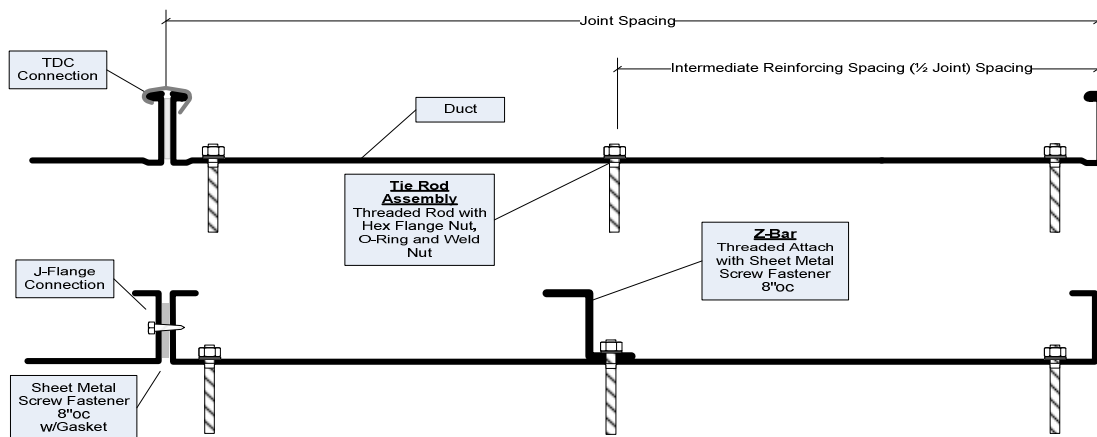 Joint Spacing
TDC
Connection
Intermediate Reinforcing Spacing (½ Joint) Spacing
Duct
Tie Rod
Assembly
Threaded Rod with
Hex Flange Nut,
O-Ring and Weld
Nut
Z-Bar
Threaded Attach
with Sheet Metal
Screw Fastener
8"oc
J-Flange
Connection
Sheet Metal
Screw Fastener
8"oc
w/Gasket